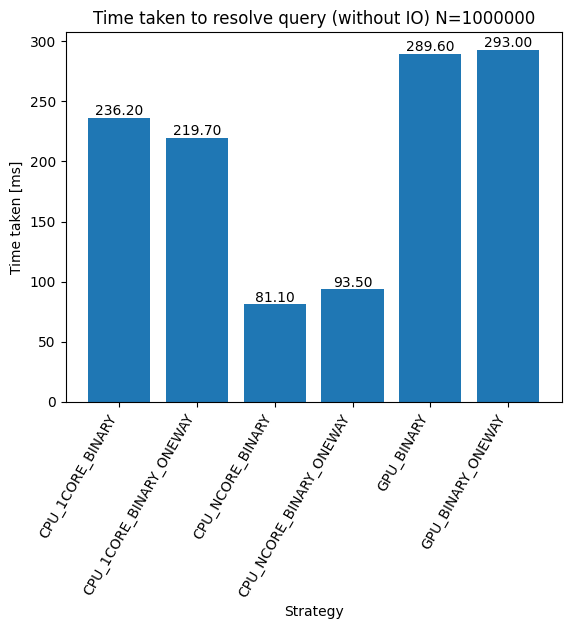 Time taken to resolve query (without IO) N=1000000
Time taken [ms]
300
250
200
150
100
50
0
236.20
219.70
81.10
93.50
289.60
293.00
CPU_1CORE_BINARY
CPU_1CORE_BINARY_ONEWAY
CPU_NCORE_BINARY
CPU_NCORE_BINARY_ONEWAY
GPU_BINARY
GPU_BINARY_ONEWAY
Strategy